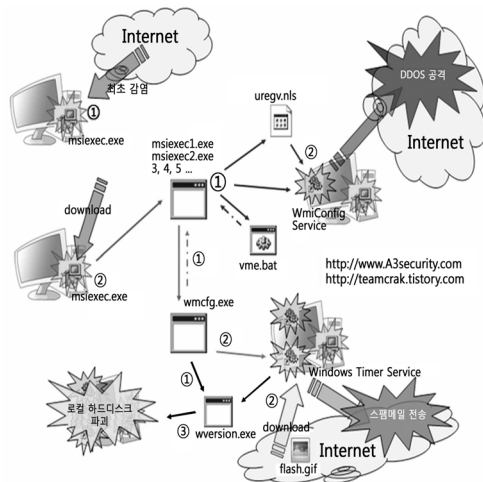 Internet
최초 감염
①
msiexec.exe
DDOS 공격
Internet
uregv.nls
②
msiexec1.exe
msiexec2.exe
3, 4, 5 ...
①
WmiConfig
Service
download
②
msiexec.exe
vme.bat
①
http://www.A3security.com
http://teamcrak.tistory.com
wmcfg.exe
②
Windows Timer Service
①
로컬 하드디스크
파괴
③
wversion.exe
②
download
스팸메일 전송
flash.gif
Internet